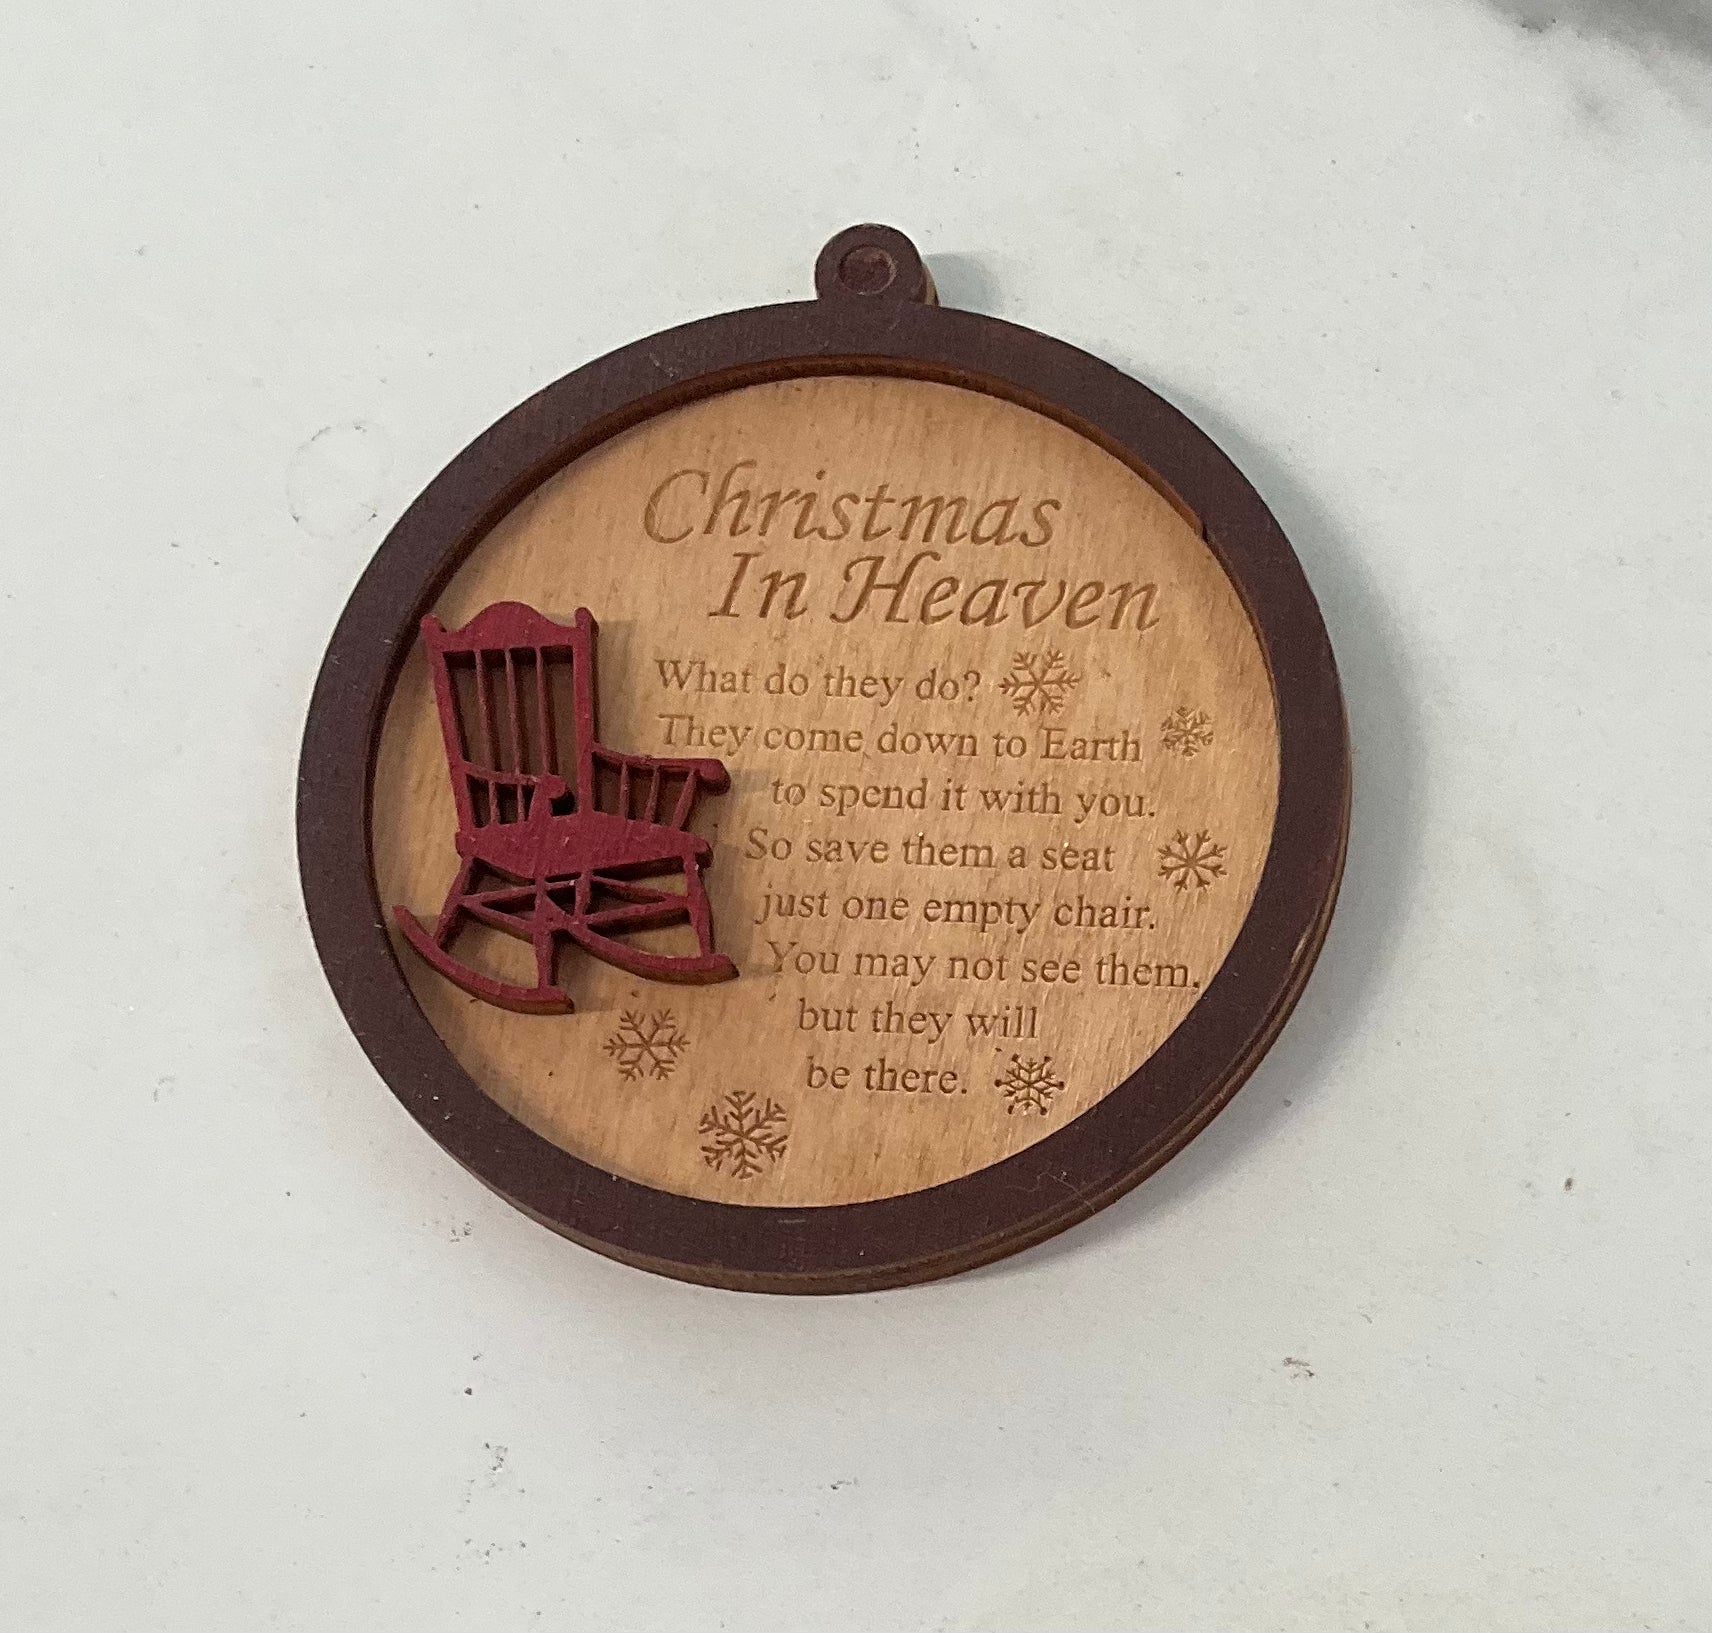 Christmas
In Heaven
What do they do?
They come down to Earth
to spend it with you.
So save them a seat
just one empty chair.
You may not see them,
but they will
be there.